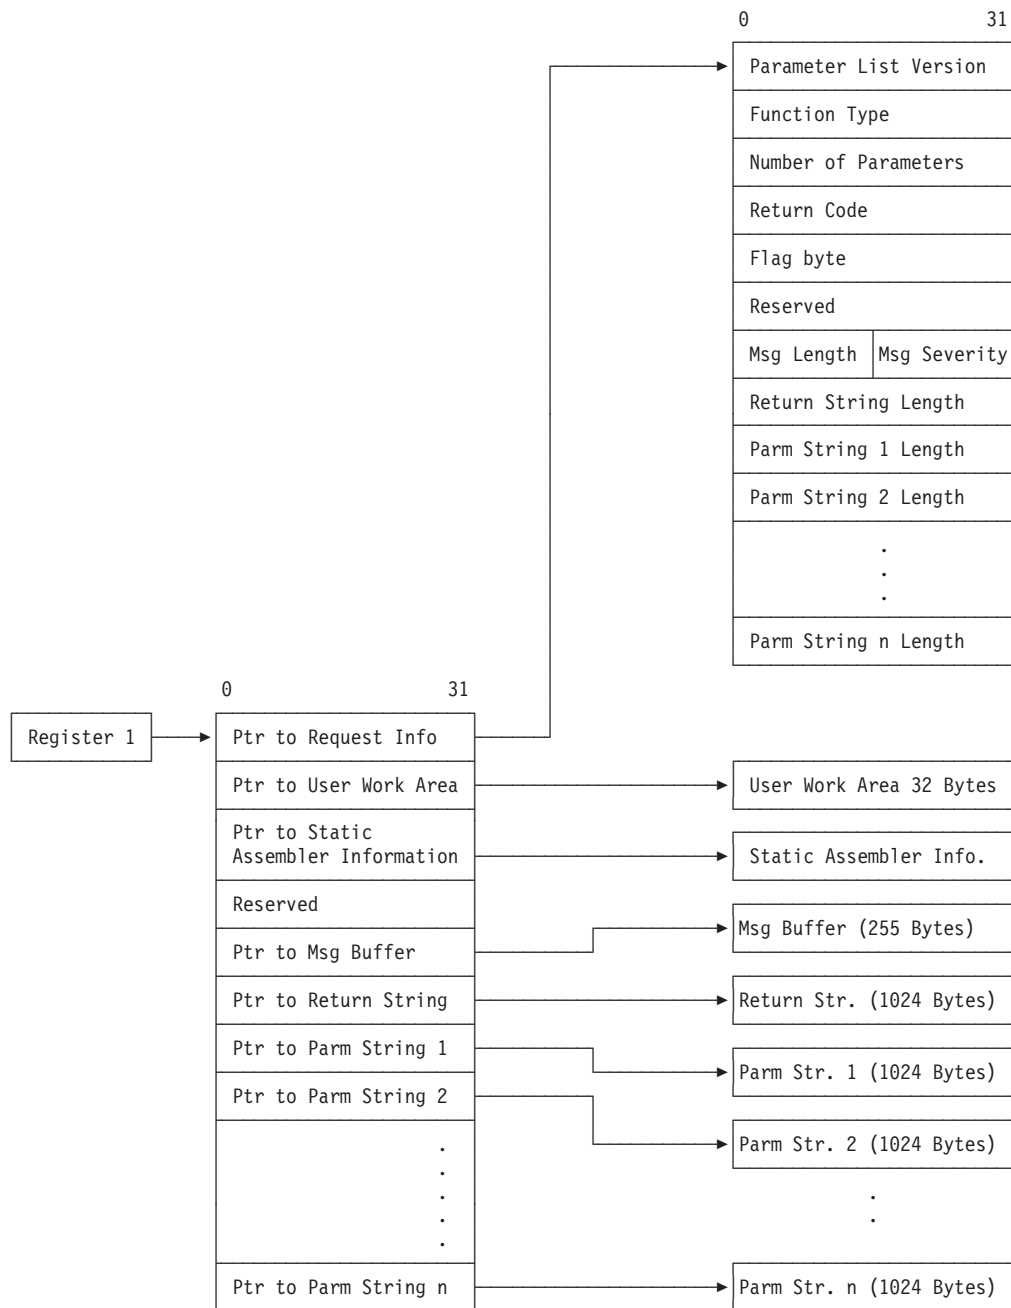 0 31
Parameter List Version
Function Type
Number of Parameters
Return Code
Flag byte
Reserved
Msg Length Msg Severity
Return String Length
Parm String 1 Length
Parm String 2 Length
.
.
.
Parm String n Length
0 31
Register 1 Ptr to Request Info
Ptr to User Work Area User Work Area 32 Bytes
Ptr to Static
Assembler Information Static Assembler Info.
Reserved
Msg Buffer (255 Bytes)
Ptr to Msg Buffer
Ptr to Return String Return Str. (1024 Bytes)
Ptr to Parm String 1
Parm Str. 1 (1024 Bytes)
Ptr to Parm String 2
Parm Str. 2 (1024 Bytes)
.
.
.
.
.
.
.
Ptr to Parm String n Parm Str. n (1024 Bytes)